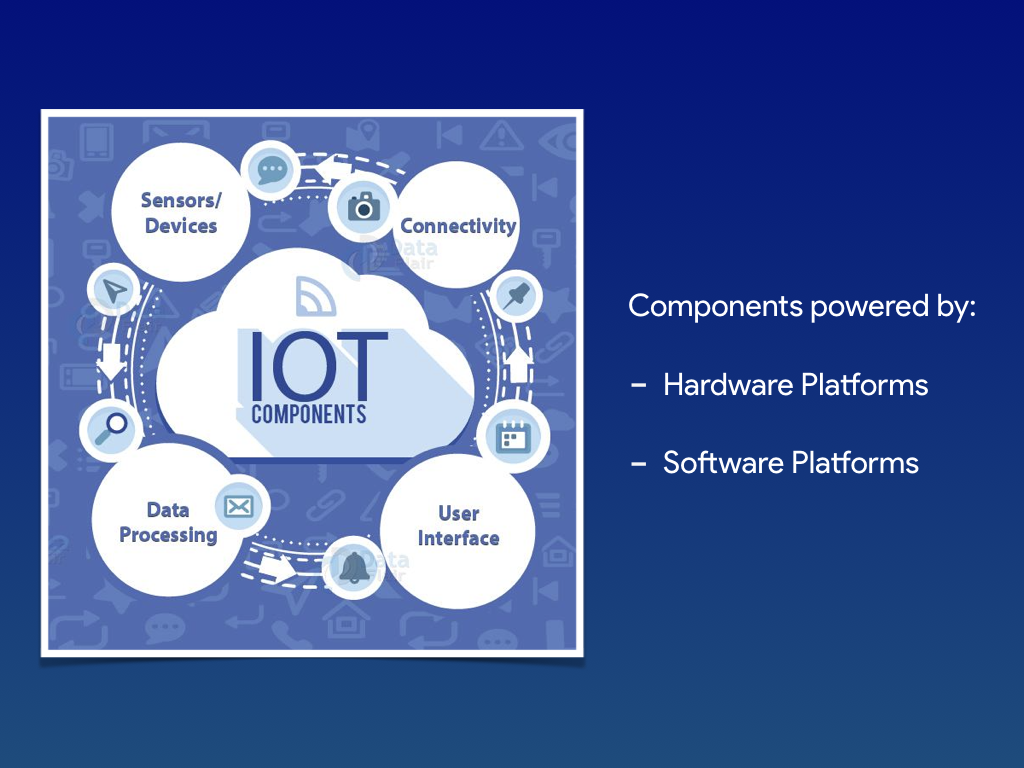 Sensors/
Devices
Connectivity
Data
Flair
IOT
COMPONENTS
Data
Processing
User
Interface
Data
Flair
Components powered by:
– Hardware Platforms
– Software Platforms